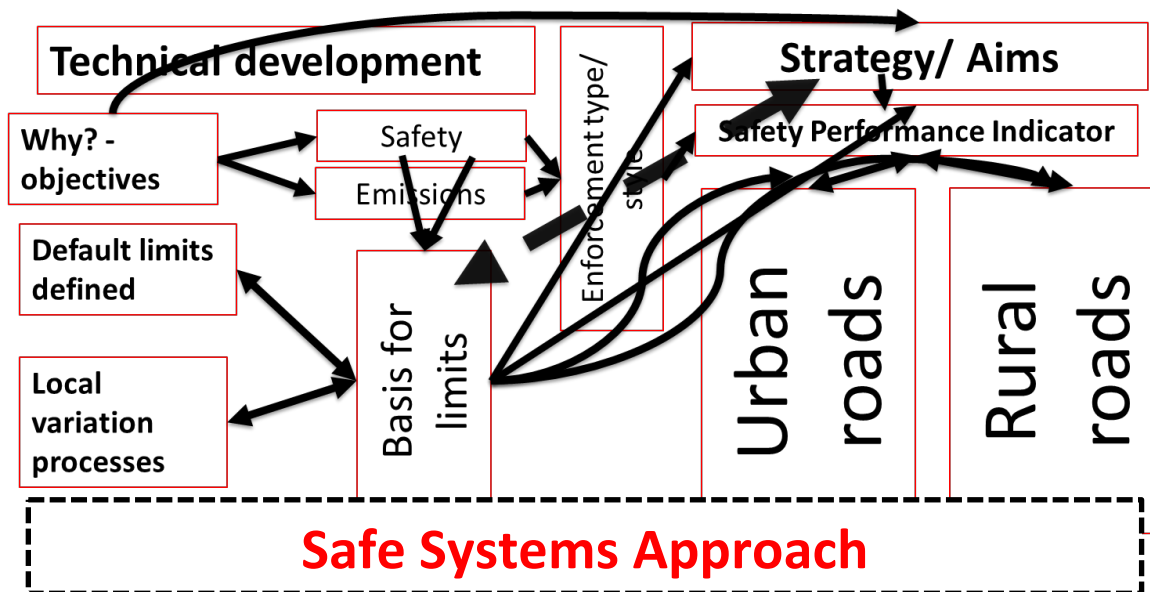 Technical development
Why? -
objectives
Safety
Emissions
Default limits
defined
Local
variation
processes
Basis for
limits
Enforcement type/
style
Strategy/ Aims
Safety Performance Indicator
Urban
roads
Rural
roads
Safe Systems Approach